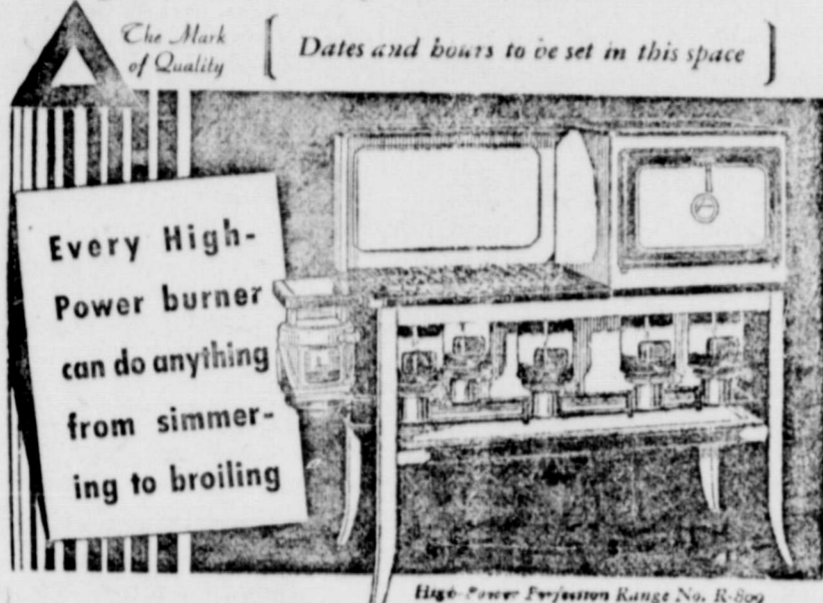 The Mark
of Quality
[ Dates and hours to be set in this space ]
Every High-
Power burner
can do anything
from simmer-
ing to broiling
High-Power Perfection Range No. R-809